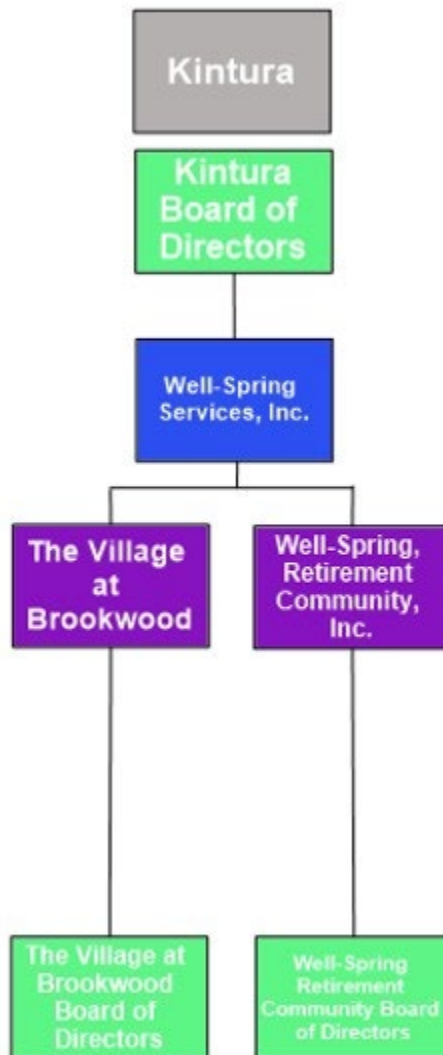 Kintura
Kintura
Board of
Directors
Well-Spring
Services, Inc.
The Village
at
Brookwood
Well-Spring,
Retirement
Community,
Inc.
The Village at
Brookwood
Board of
Directors
Well-Spring
Retirement
Community Board
of Directors